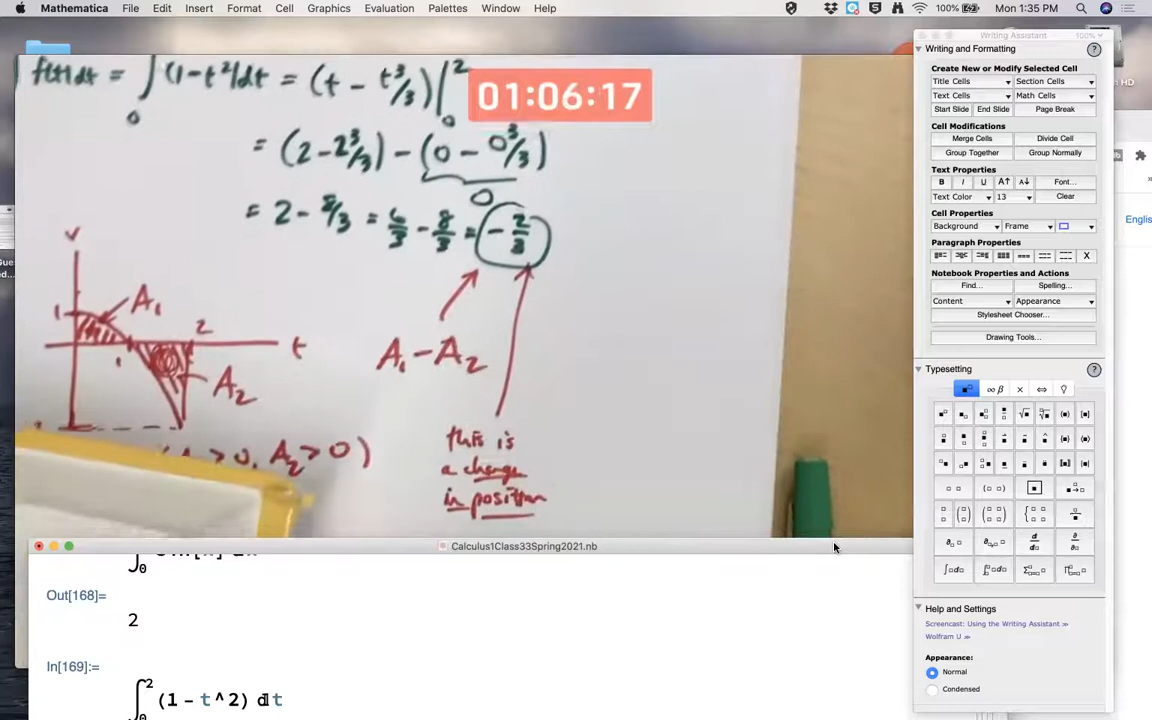 Mathematica File Edit Insert Format Cell Graphics Evaluation Palettes Window Help 100% Mon 1:35 PM
Writing Assistant 100%
Writing and Formatting
Create New or Modify Selected Cell
Title Cells Section Cells
Text Cells Math Cells
Start Slide End Slide Page Break
Cell Modifications
Merge Cells Divide Cell
Group Together Group Normally
Text Properties
B I U A↑ A↓ Font... 
Text Color 13 Clear
Cell Properties
Background Frame
Paragraph Properties
X
Notebook Properties and Actions
Find... Spelling...
Content Appearance
Stylesheet Chooser...
Drawing Tools...
Typesetting
Help and Settings
Screencast: Using the Writing Assistant ≫
Wolfram U ≫
Appearance:
Normal
Condensed
HD
Englis
01:06:17
f(t)dt = ∫₀ (1-t²)dt = (t - t³/3)|₀²
= (2 - 2³/3) - (0 - 0³/3)
0
= 2 - 8/3 = 6/3 - 8/3 = -2/3
v
1
A₁
2
t
1
A₂
A₁ - A₂
A₂ > 0)
this is
a change
in position
Calculus1Class33Spring2021.nb
Out[168]=
2
In[169]:=
∫₀² (1 - t ^ 2) dt